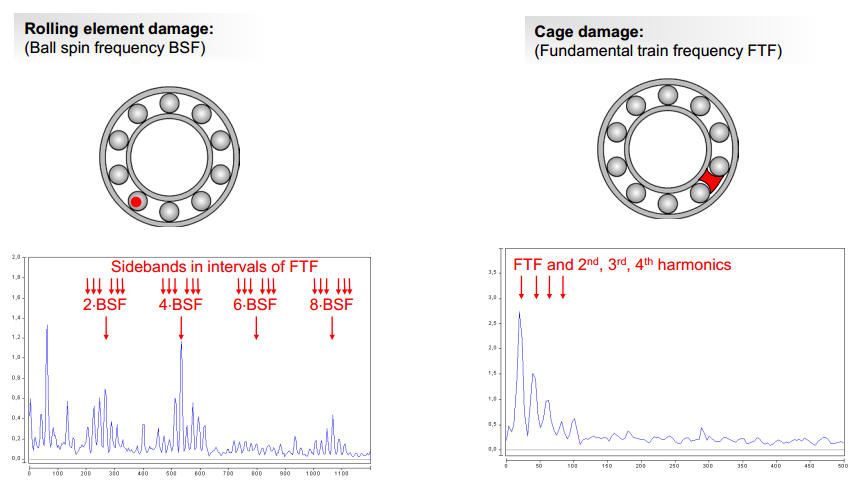 Rolling element damage:
(Ball spin frequency BSF)
Cage damage:
(Fundamental train frequency FTF)
Sidebands in intervals of FTF
2·BSF 4·BSF 6·BSF 8·BSF
2,0
1,8
1,6
1,4
1,2
1,0
0,8
0,6
0,4
0,2
0,0
0 100 200 300 400 500 600 700 800 900 1000 1100
FTF and 2nd, 3rd, 4th harmonics
3,5
3,0
2,5
2,0
1,5
1,0
0,5
0,0
0 50 100 150 200 250 300 350 400 450 500